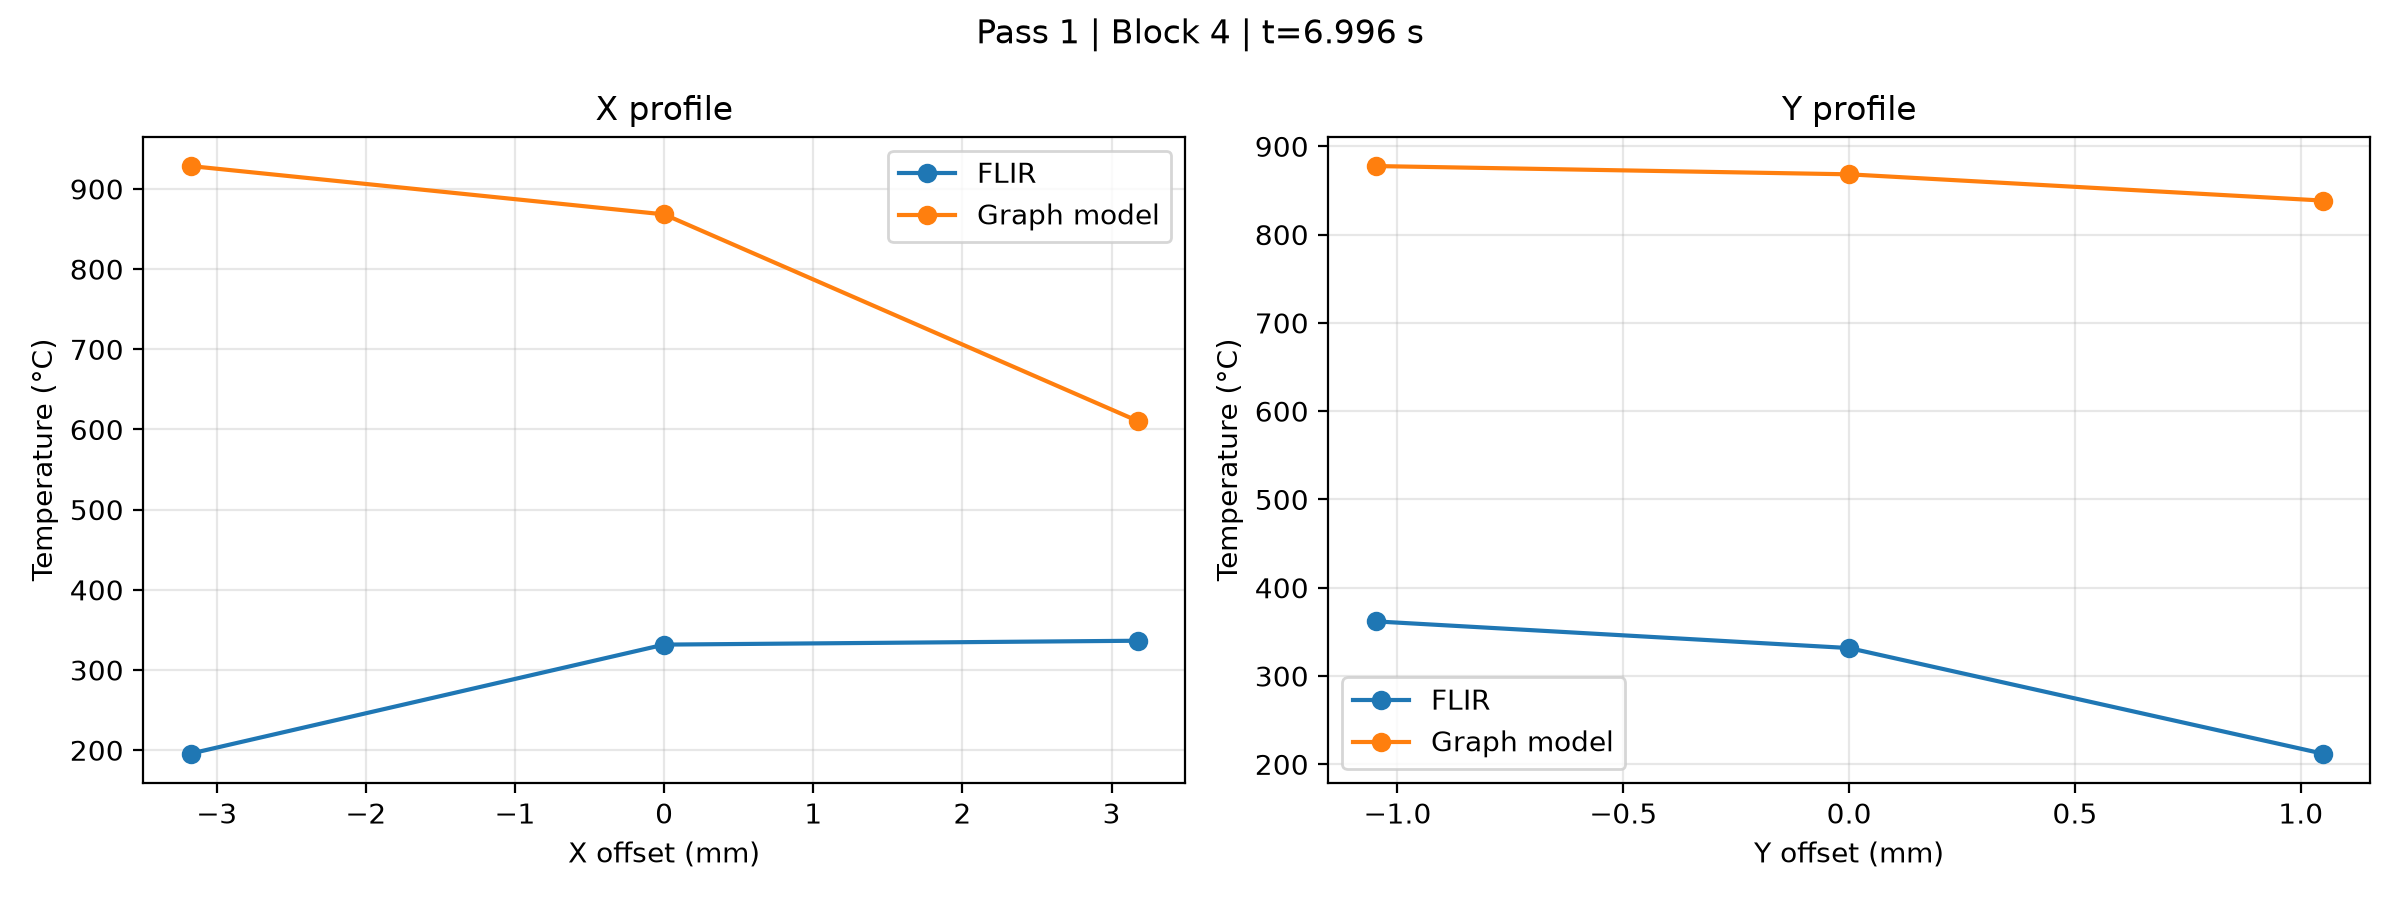 Pass 1 | Block 4 | t=6.996 s
X profile
FLIR
Graph model
900
800
700
600
500
400
300
200
Temperature (°C)
−3
−2
−1
0
1
2
3
X offset (mm)
Y profile
FLIR
Graph model
900
800
700
600
500
400
300
200
Temperature (°C)
−1.0
−0.5
0.0
0.5
1.0
Y offset (mm)